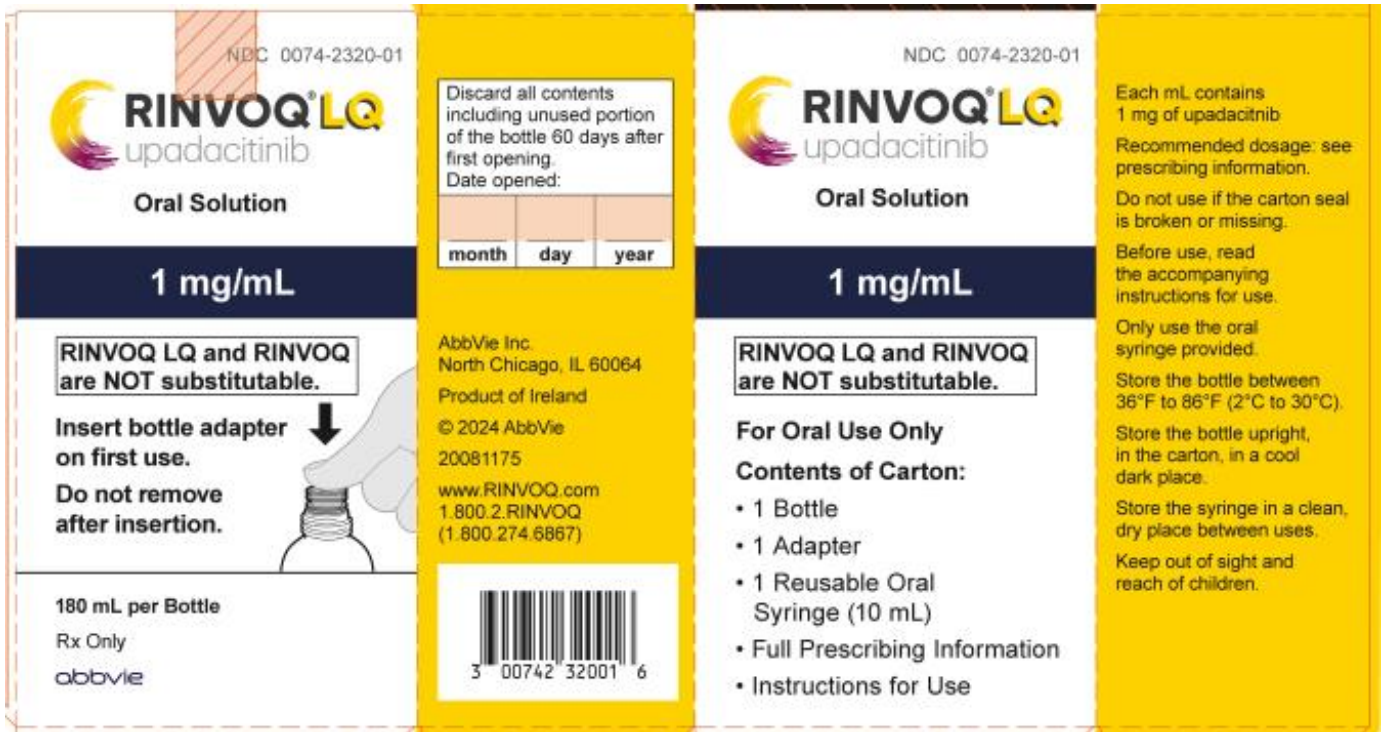 NDC 0074-2320-01
RINVOQ® LQ
upadacitinib
Oral Solution
1 mg/mL
RINVOQ LQ and RINVOQ
are NOT substitutable.
Insert bottle adapter
on first use.
Do not remove
after insertion.
180 mL per Bottle
Rx Only
abbvie
Discard all contents
including unused portion
of the bottle 60 days after
first opening.
Date opened:
month day year
AbbVie Inc.
North Chicago, IL 60064
Product of Ireland
© 2024 AbbVie
20081175
www.RINVOQ.com
1.800.2.RINVOQ
(1.800.274.6867)
3 00742 32001 6
NDC 0074-2320-01
RINVOQ® LQ
upadacitinib
Oral Solution
1 mg/mL
RINVOQ LQ and RINVOQ
are NOT substitutable.
For Oral Use Only
Contents of Carton:
• 1 Bottle
• 1 Adapter
• 1 Reusable Oral
Syringe (10 mL)
• Full Prescribing Information
• Instructions for Use
Each mL contains
1 mg of upadacitnib
Recommended dosage: see
prescribing information.
Do not use if the carton seal
is broken or missing.
Before use, read
the accompanying
instructions for use.
Only use the oral
syringe provided.
Store the bottle between
36°F to 86°F (2°C to 30°C).
Store the bottle upright,
in the carton, in a cool
dark place.
Store the syringe in a clean,
dry place between uses.
Keep out of sight and
reach of children.